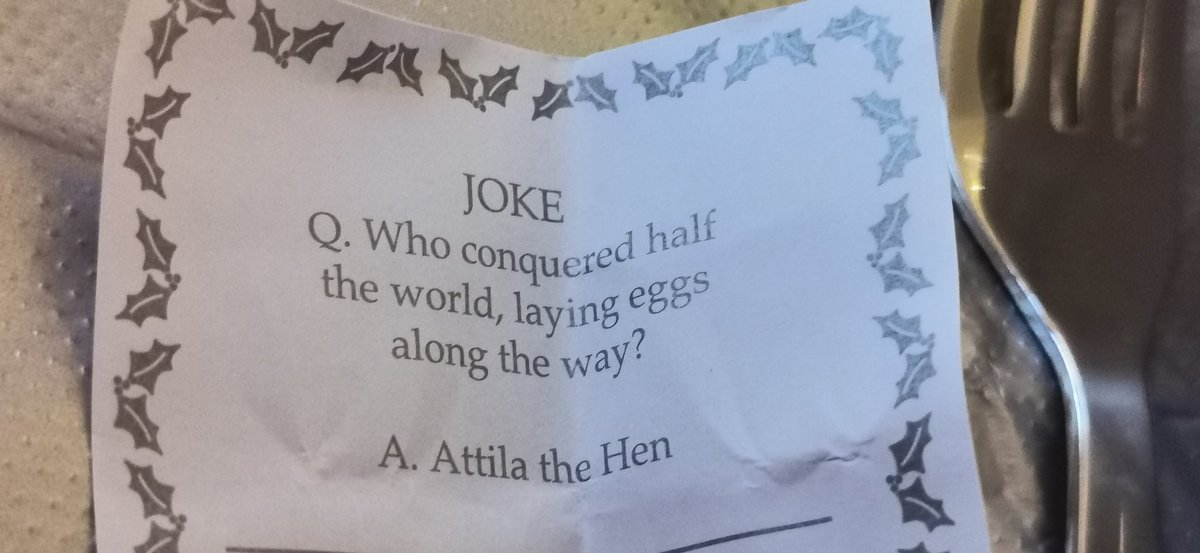 JOKE
Q. Who conquered half
the world, laying eggs
along the way?
A. Attila the Hen